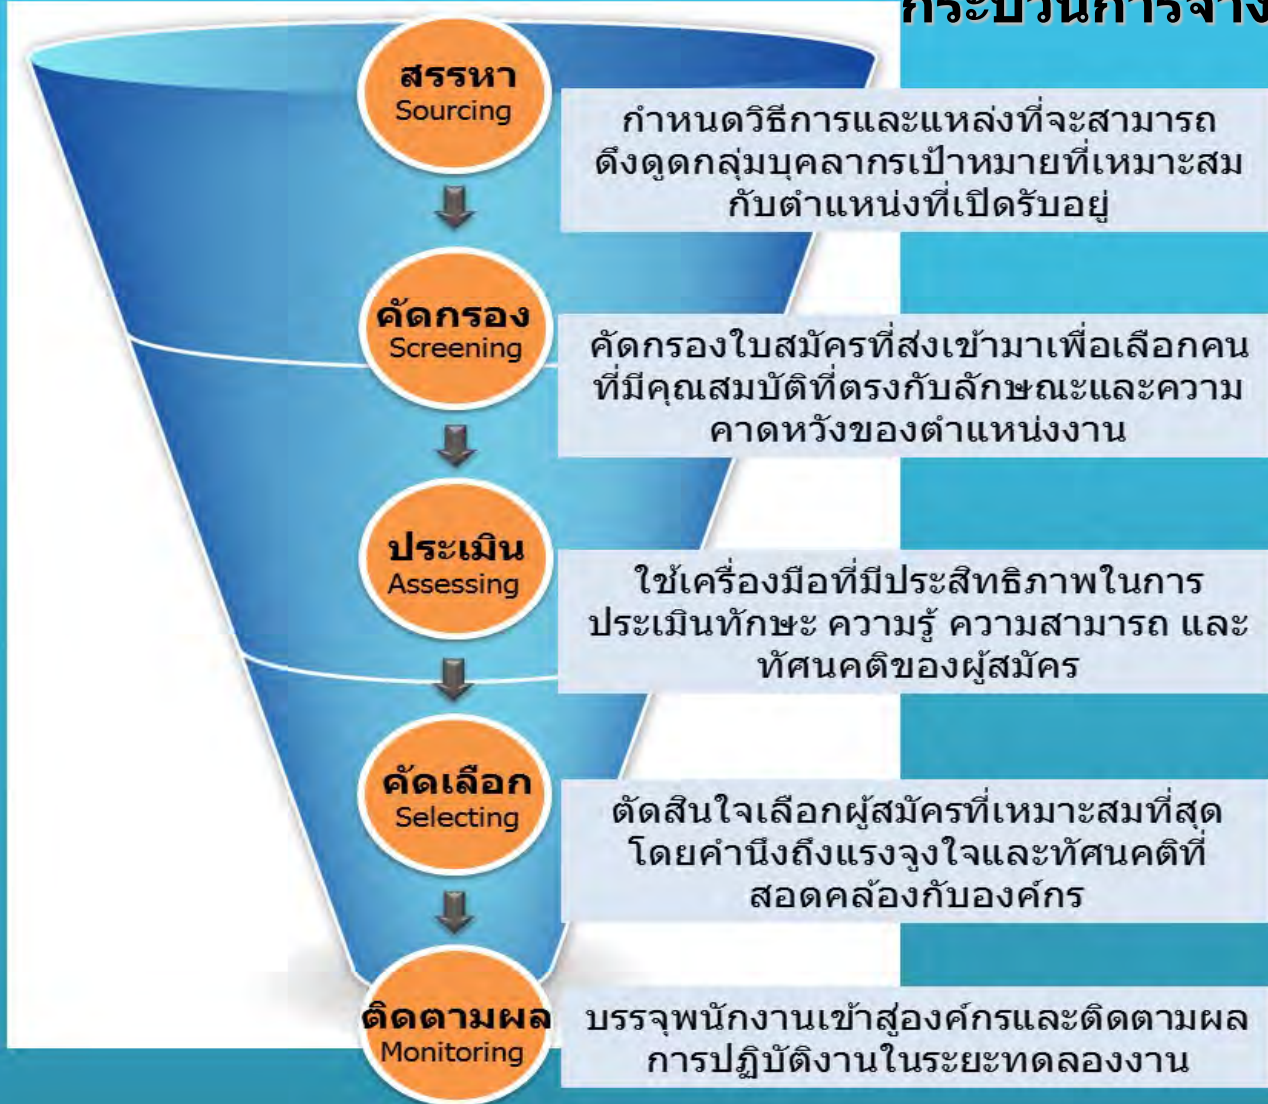 กระบวนการจ้าง
สรรหา
Sourcing
กำหนดวิธีการและแหล่งที่จะสามารถ
ดึงดูดกลุ่มบุคลากรเป้าหมายที่เหมาะสม
กับตำแหน่งที่เปิดรับอยู่
คัดกรอง
Screening
คัดกรองใบสมัครที่ส่งเข้ามาเพื่อเลือกคน
ที่มีคุณสมบัติที่ตรงกับลักษณะและความ
คาดหวังของตำแหน่งงาน
ประเมิน
Assessing
ใช้เครื่องมือที่มีประสิทธิภาพในการ
ประเมินทักษะ ความรู้ ความสามารถ และ
ทัศนคติของผู้สมัคร
คัดเลือก
Selecting
ตัดสินใจเลือกผู้สมัครที่เหมาะสมที่สุด
โดยคำนึงถึงแรงจูงใจและทัศนคติที่
สอดคล้องกับองค์กร
ติดตามผล
Monitoring
บรรจุพนักงานเข้าสู่องค์กรและติดตามผล
การปฏิบัติงานในระยะทดลองงาน